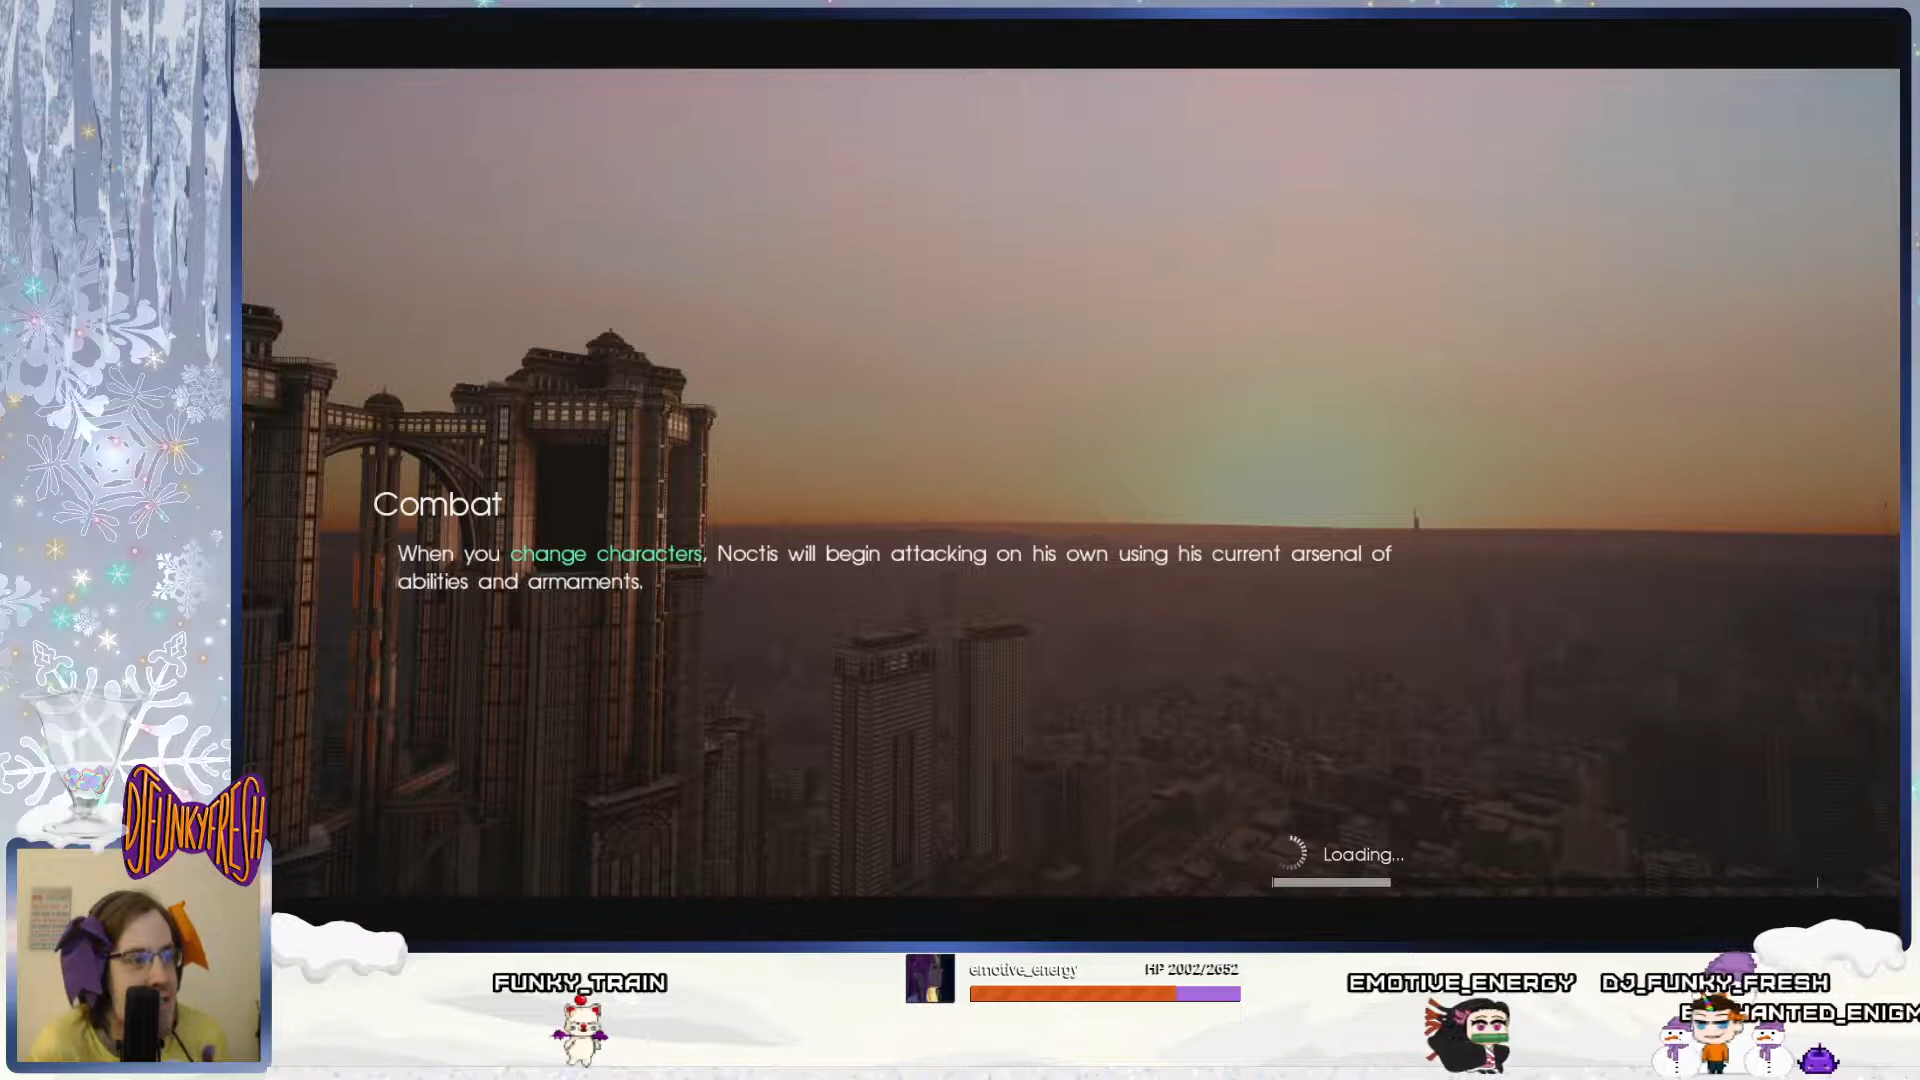 Combat
When you change characters, Noctis will begin attacking on his own using his current arsenal of
abilities and armaments.
Loading...
DJFUNKYFRESH
FUNKY_TRAIN
emotive_energy HP 2002/2652
EMOTIVE_ENERGY
DJ_FUNKY_FRESH
HANTED_ENIGM